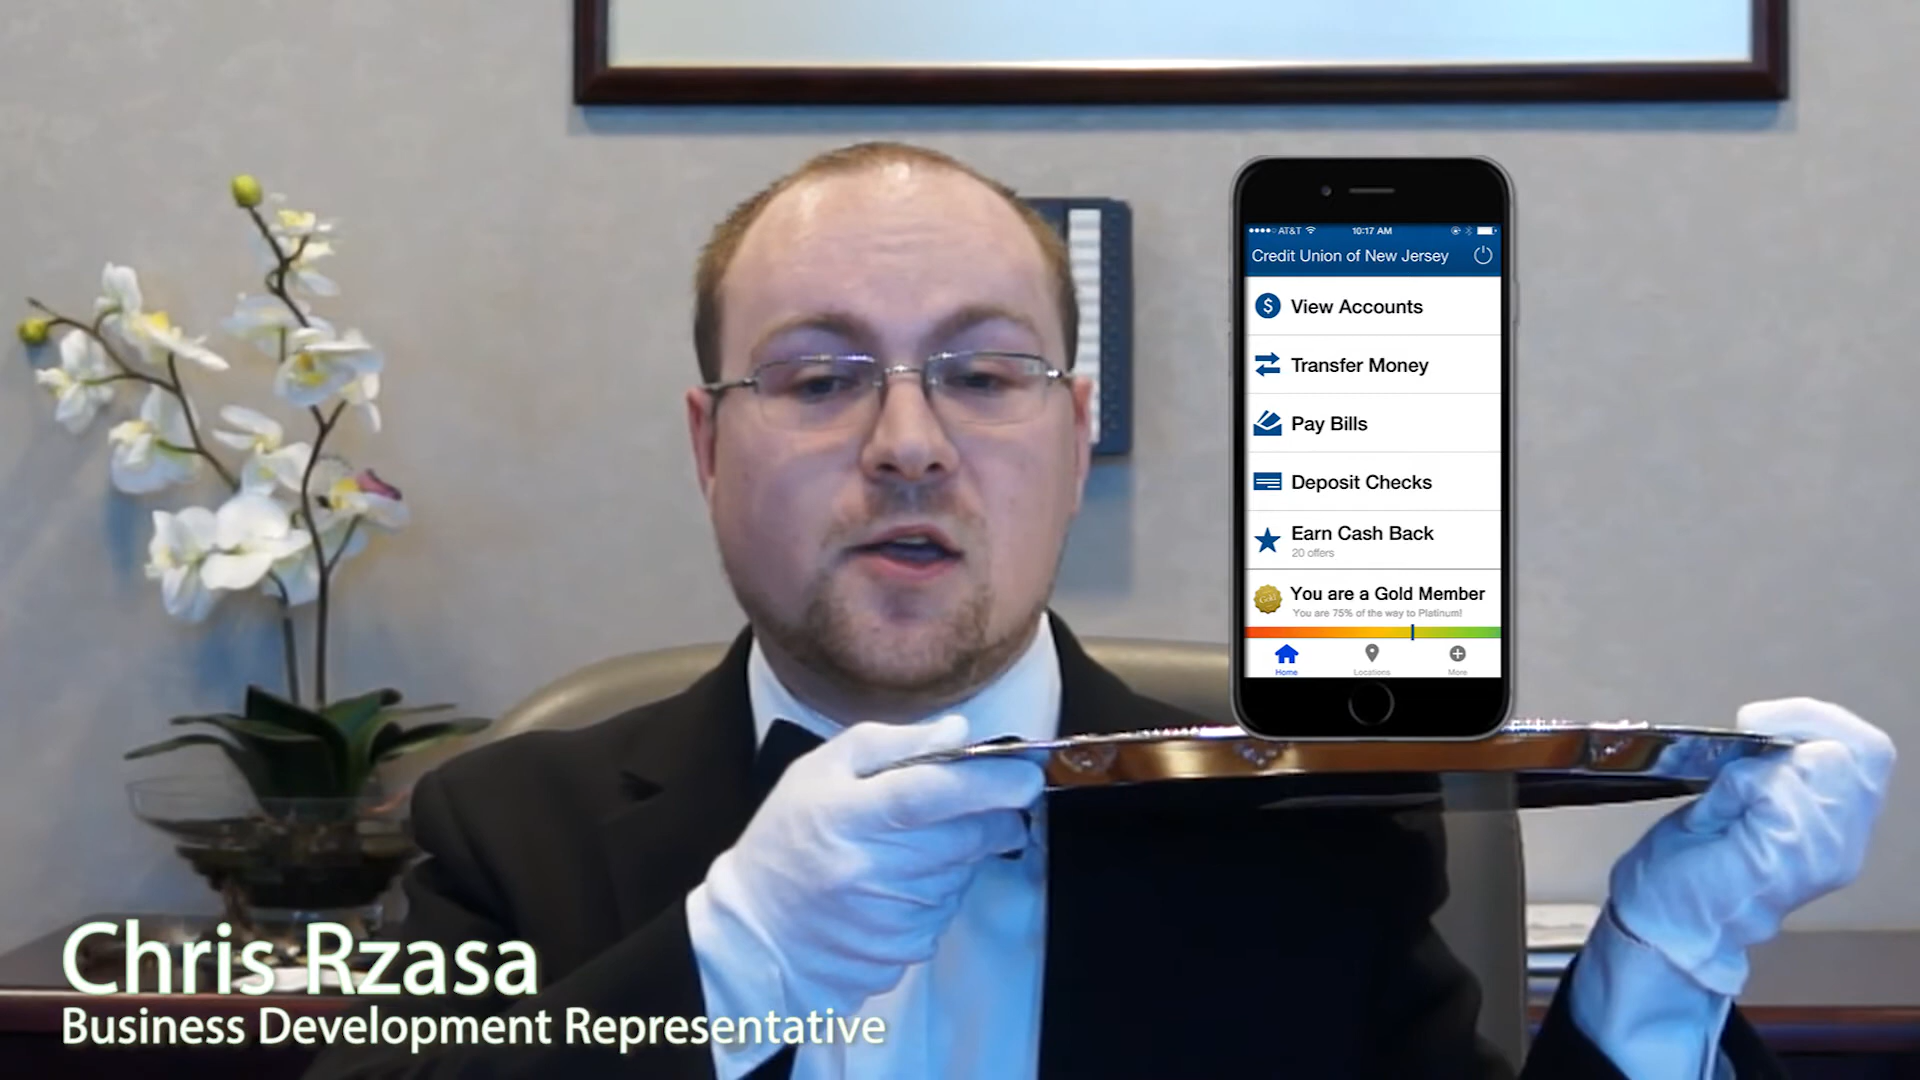 AT&T 10:17 AM
Credit Union of New Jersey
View Accounts
Transfer Money
Pay Bills
Deposit Checks
Earn Cash Back
20 offers
Gold
You are a Gold Member
You are 75% of the way to Platinum!
Home Locations More
Chris Rzasa
Business Development Representative